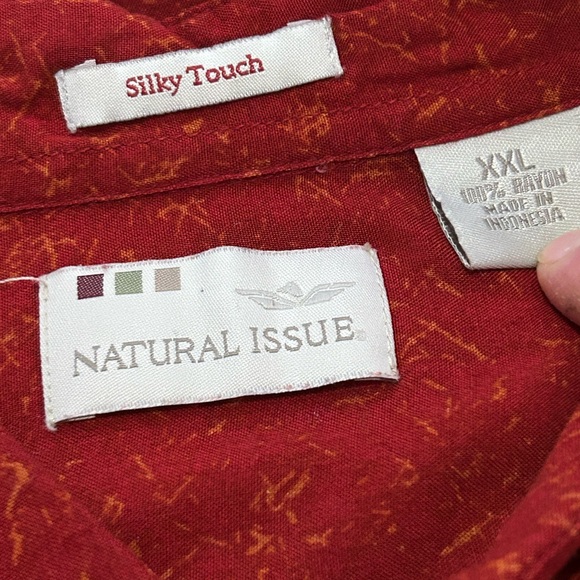 Silky Touch
XXL
100% RAYON
MADE IN
INDONESIA
NATURAL ISSUE®